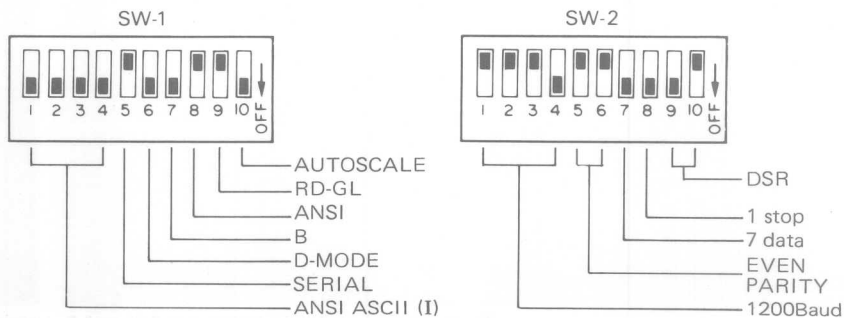 SW-1
1 2 3 4 5 6 7 8 9 10 OFF
AUTOSCALE
RD-GL
ANSI
B
D-MODE
SERIAL
ANSI ASCII (I)
SW-2
1 2 3 4 5 6 7 8 9 10 OFF
DSR
1 stop
7 data
EVEN
PARITY
1200Baud